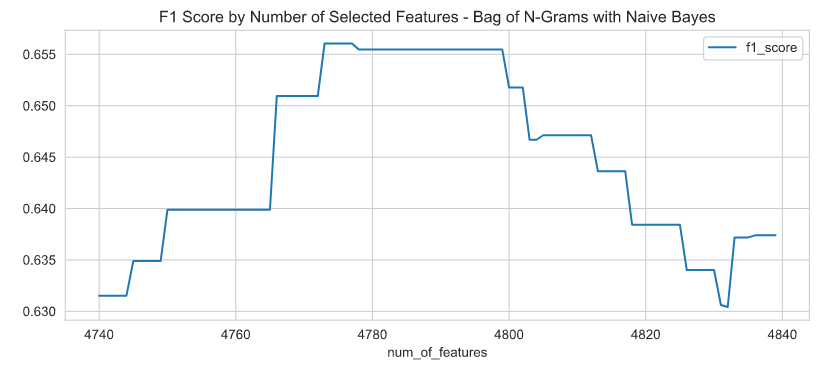 F1 Score by Number of Selected Features - Bag of N-Grams with Naive Bayes
f1_score
0.655
0.650
0.645
0.640
0.635
0.630
4740 4760 4780 4800 4820 4840
num_of_features